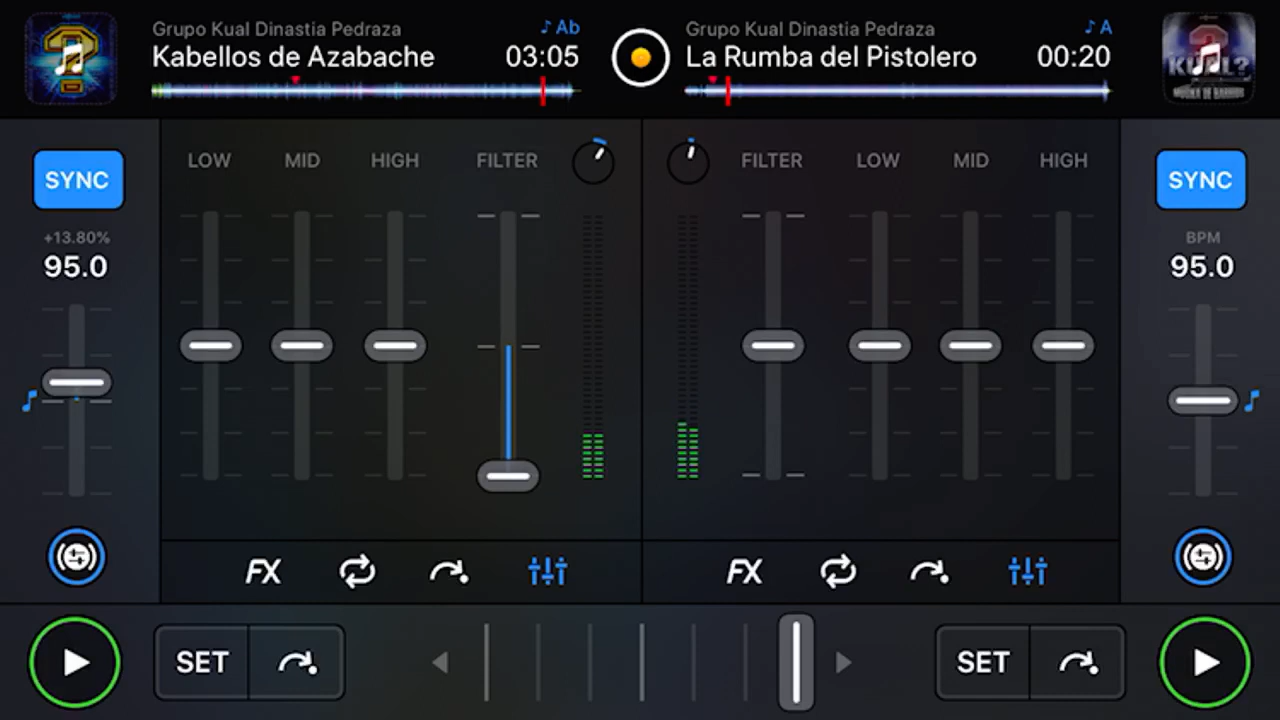 Grupo Kual Dinastia Pedraza
Ab
Kabellos de Azabache
03:05
Grupo Kual Dinastia Pedraza
A
La Rumba del Pistolero
00:20
KUAL?
SYNC
LOW
MID
HIGH
FILTER
FILTER
LOW
MID
HIGH
SYNC
+13.80%
95.0
BPM
95.0
FX
FX
SET
SET